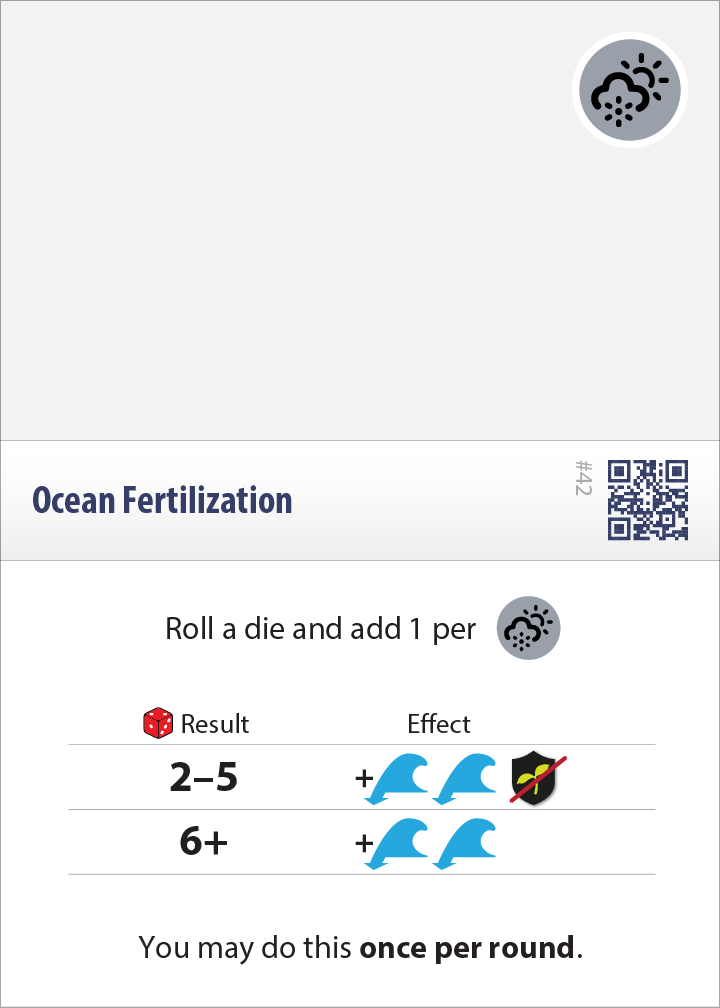 #42
Ocean Fertilization
Roll a die and add 1 per
Result Effect
2–5 +
6+ +
You may do this once per round.